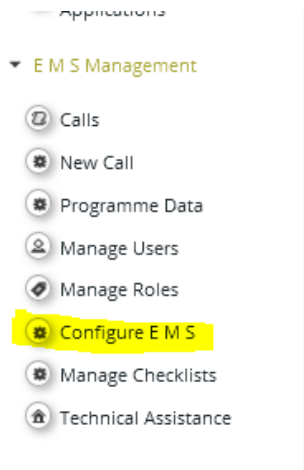 Applications
E M S Management
Calls
New Call
Programme Data
Manage Users
Manage Roles
Configure E M S
Manage Checklists
Technical Assistance